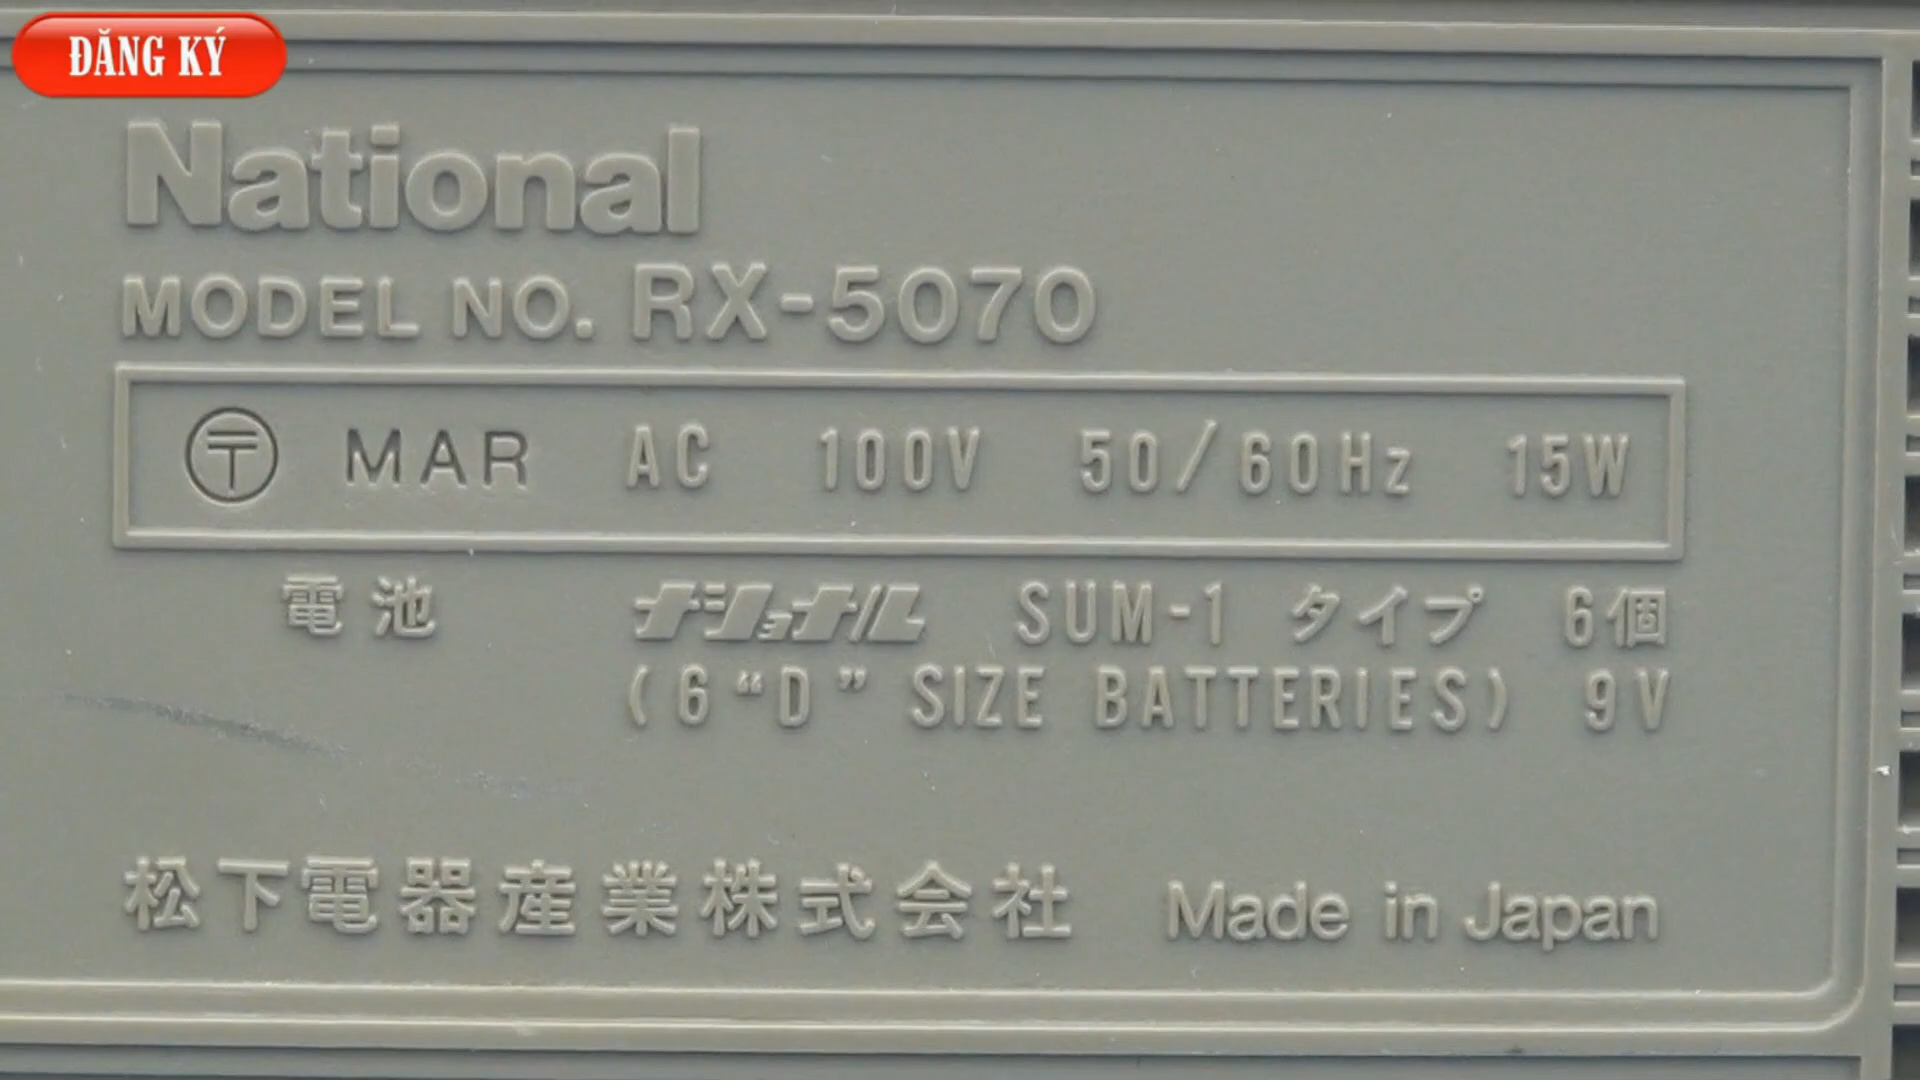 ĐĂNG KÝ
National
MODEL NO. RX-5070
〒 MAR AC 100V 50/60Hz 15W
電池 ナショナル SUM-1 タイプ 6個
(6 “D” SIZE BATTERIES) 9V
松下電器産業株式会社 Made in Japan